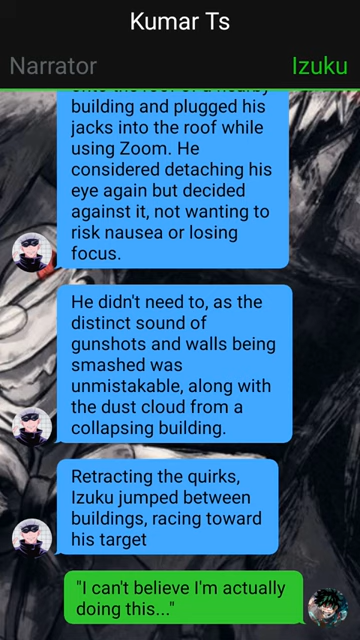 Kumar Ts
Narrator
Izuku
building and plugged his
jacks into the roof while
using Zoom. He
considered detaching his
eye again but decided
against it, not wanting to
risk nausea or losing
focus.
He didn't need to, as the
distinct sound of
gunshots and walls being
smashed was
unmistakable, along with
the dust cloud from a
collapsing building.
Retracting the quirks,
Izuku jumped between
buildings, racing toward
his target
"I can't believe I'm actually
doing this..."